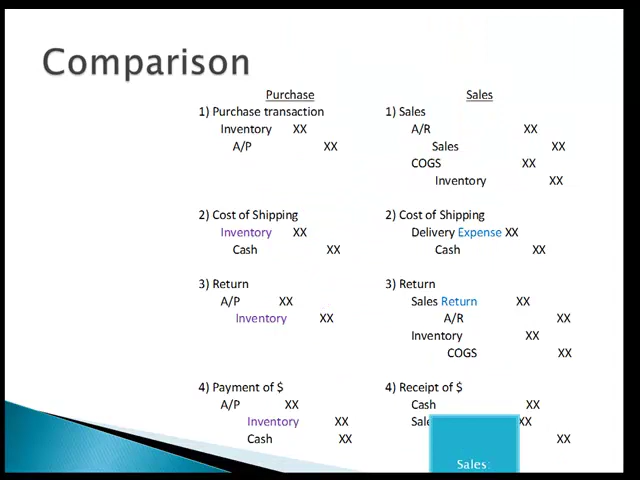 Comparison
Purchase
1) Purchase transaction
Inventory XX
A/P XX
2) Cost of Shipping
Inventory XX
Cash XX
3) Return
A/P XX
Inventory XX
4) Payment of $
A/P XX
Inventory XX
Cash XX
Sales
1) Sales
A/R XX
Sales XX
COGS XX
Inventory XX
2) Cost of Shipping
Delivery Expense XX
Cash XX
3) Return
Sales Return XX
A/R XX
Inventory XX
COGS XX
4) Receipt of $
Cash XX
XX
XX
Sales: